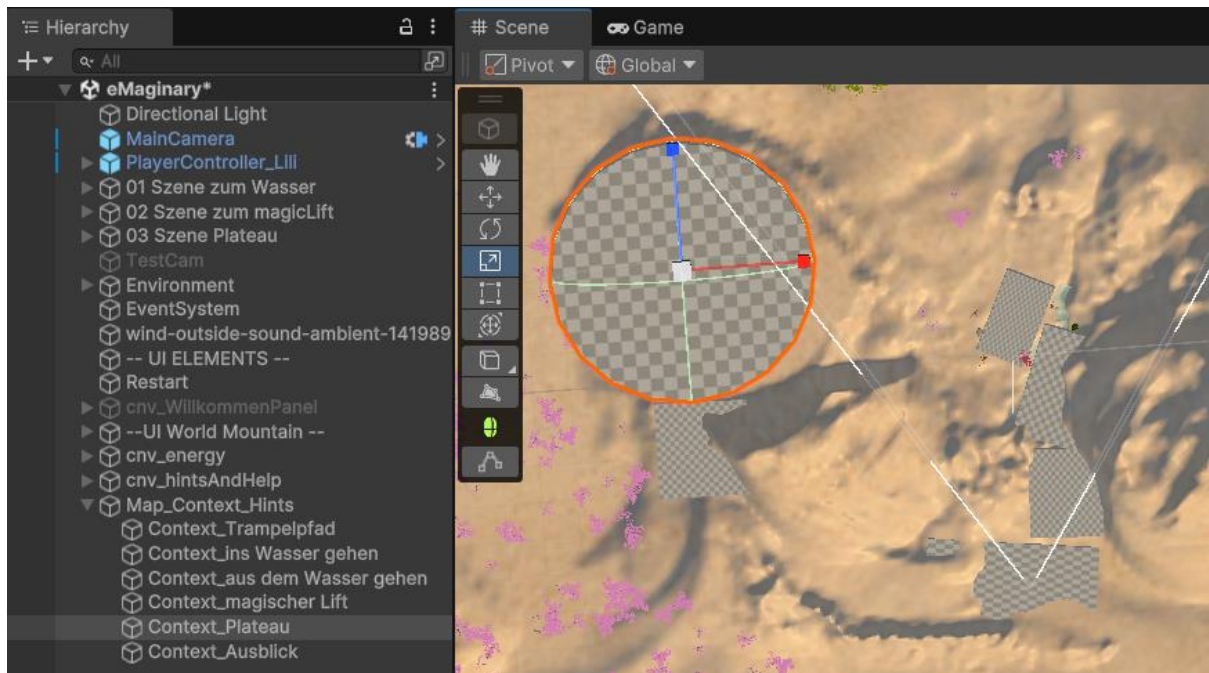 Hierarchy
Scene
Game
All
Pivot
Global
eMaginary*
Directional Light
MainCamera
PlayerController_Lili
01 Szene zum Wasser
02 Szene zum magicLift
03 Szene Plateau
TestCam
Environment
EventSystem
wind-outside-sound-ambient-141989
-- UI ELEMENTS --
Restart
cnv_WillkommenPanel
--UI World Mountain --
cnv_energy
cnv_hintsAndHelp
Map_Context_Hints
Context_Trampelpfad
Context_ins Wasser gehen
Context_aus dem Wasser gehen
Context_magischer Lift
Context_Plateau
Context_Ausblick